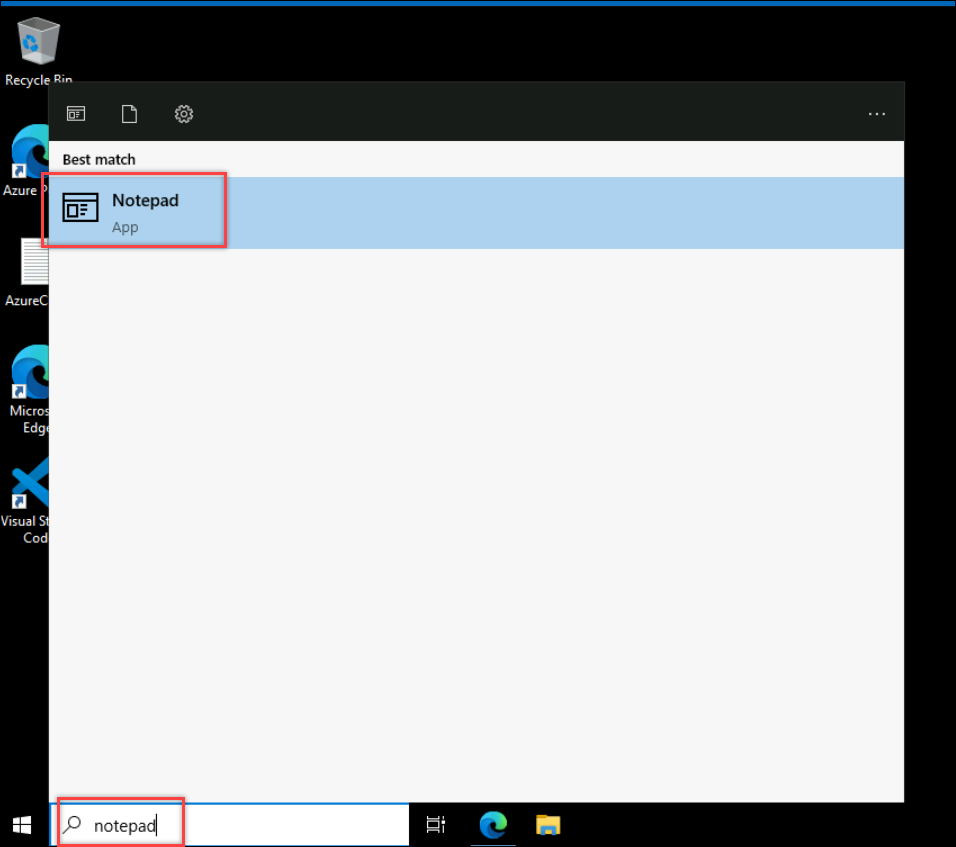 Recycle Bin
Best match
Azure P
Notepad
App
AzureC
Micros
Edge
Visual St
Cod
notepad